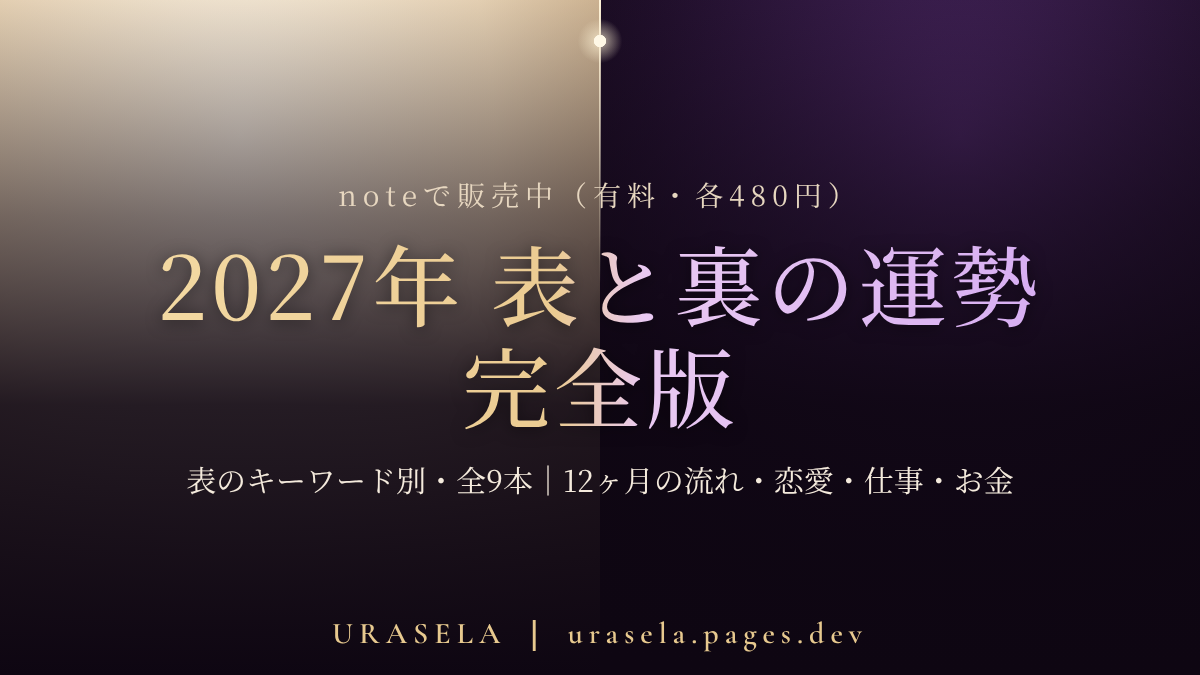 noteで販売中（有料・各480円）
2027年 表と裏の運勢
完全版
表のキーワード別・全9本｜12ヶ月の流れ・恋愛・仕事・お金
URASELA ｜ urasela.pages.dev